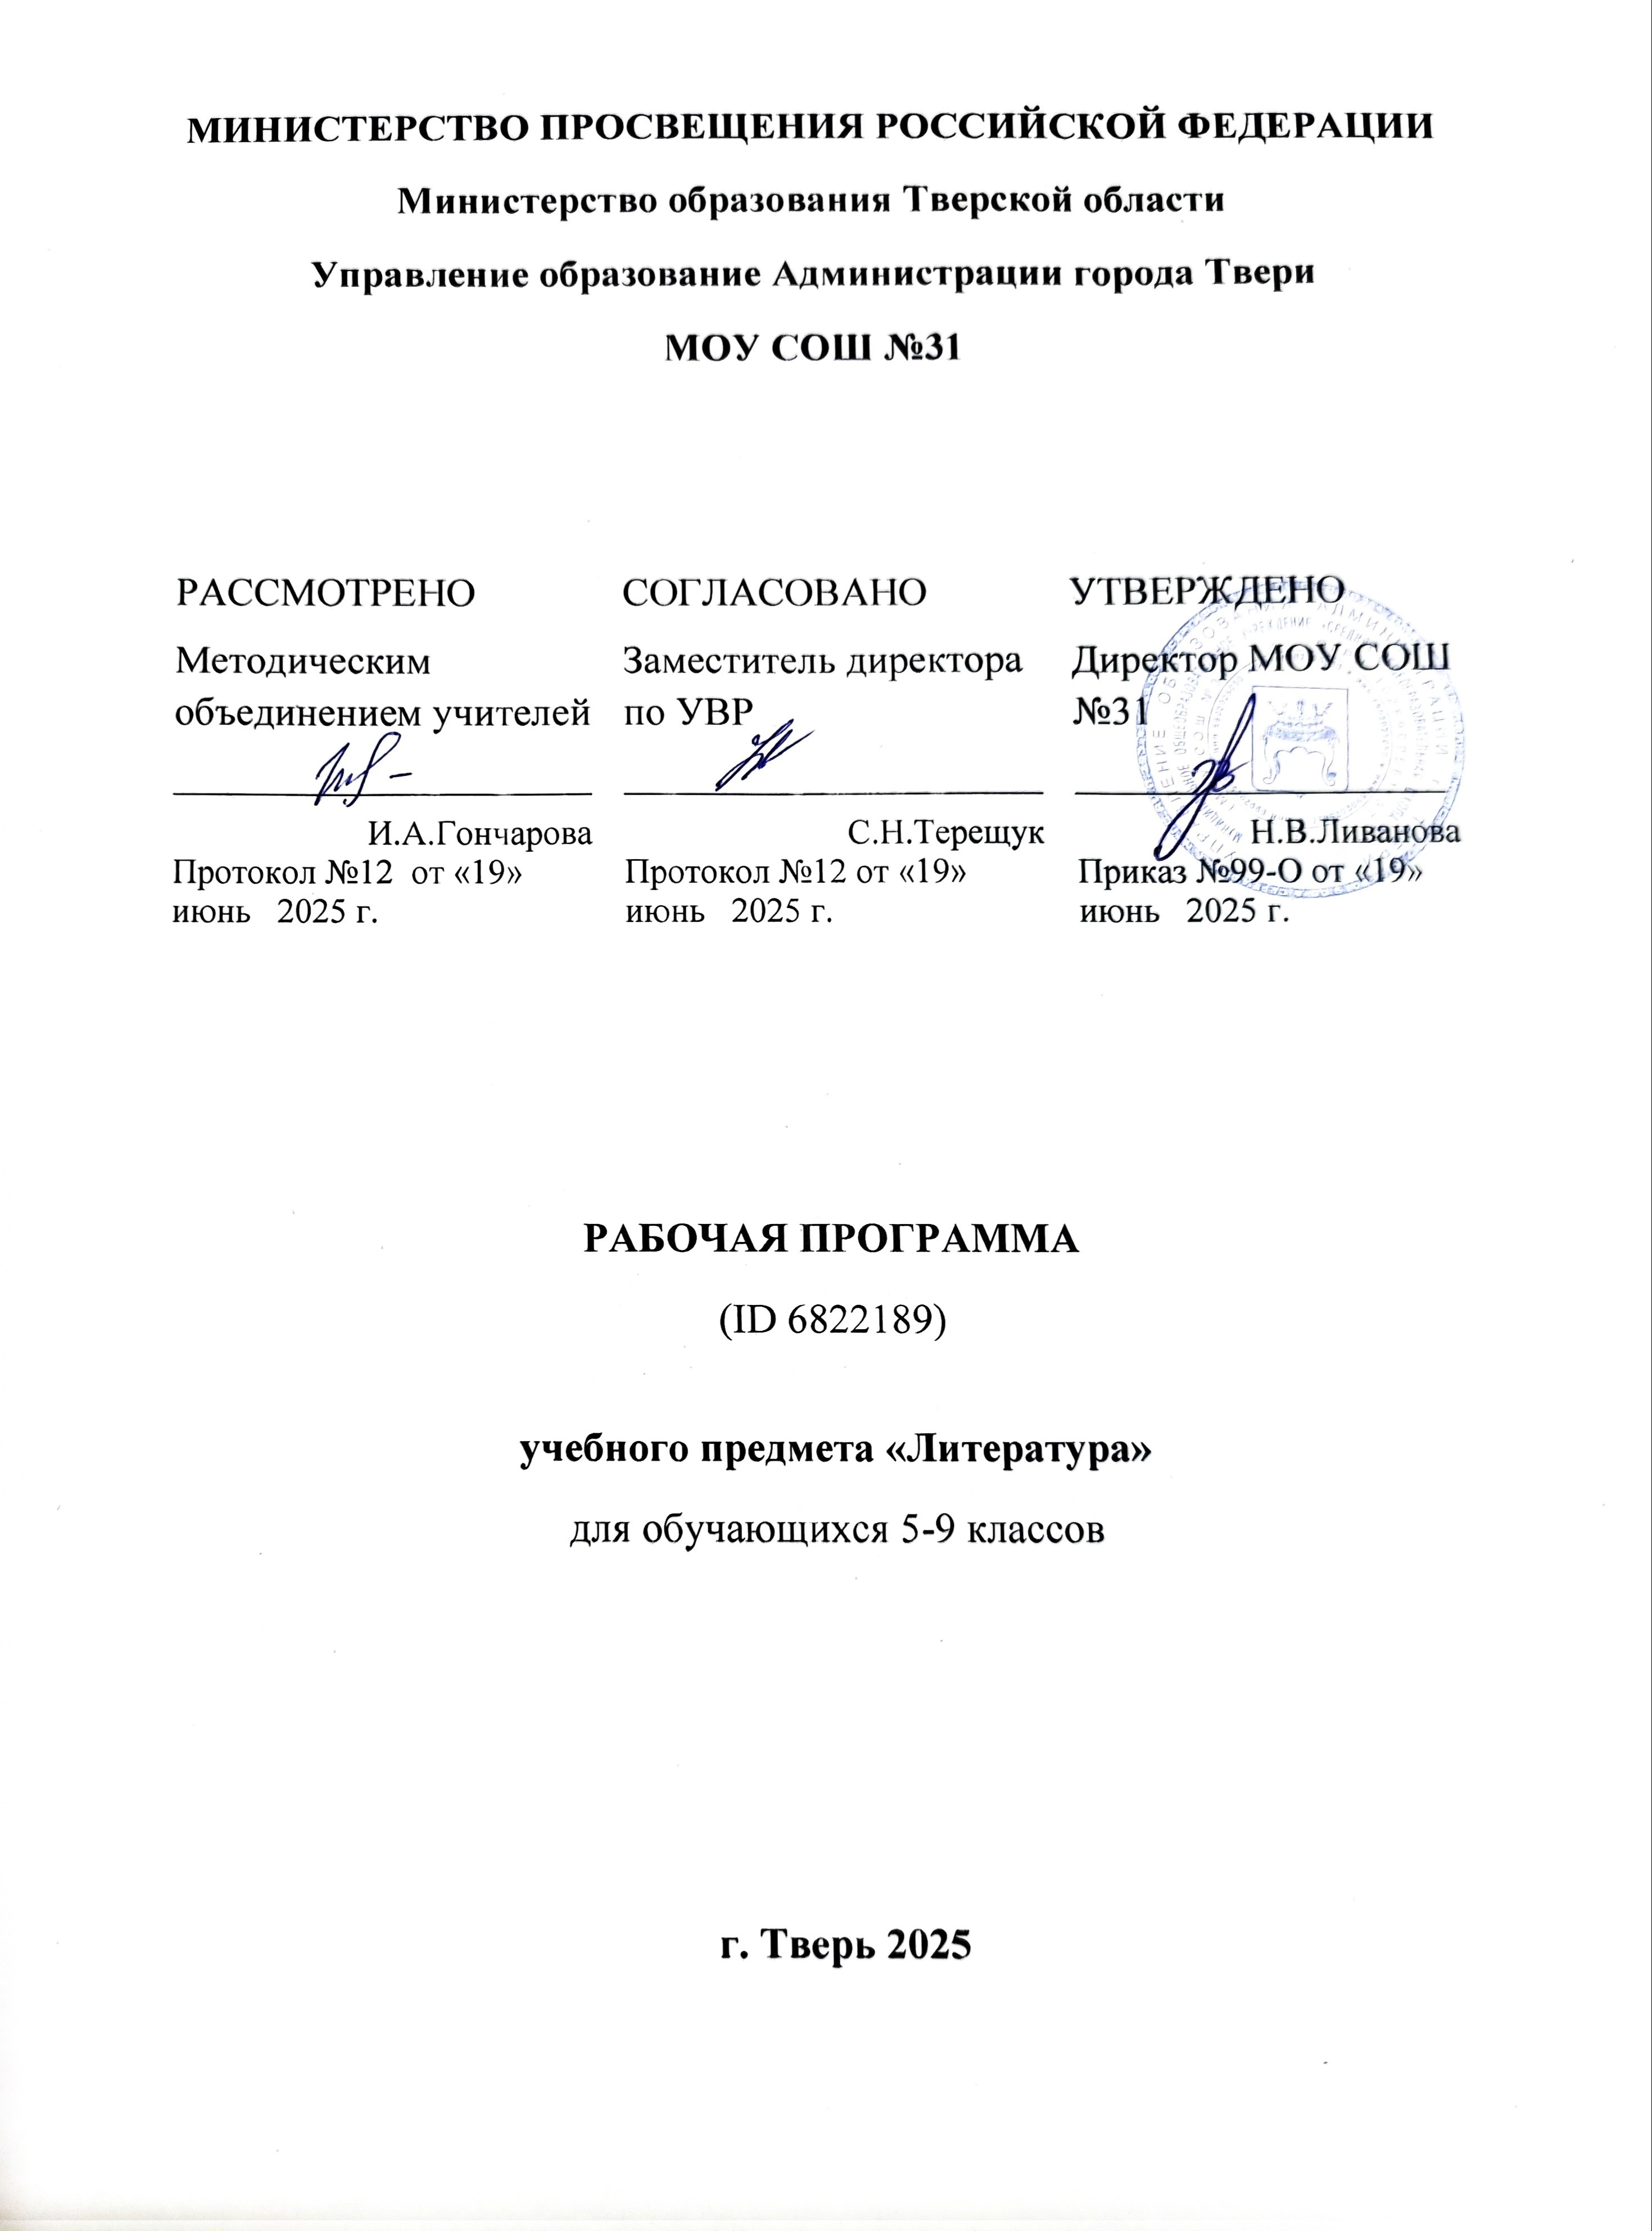 МИНИСТЕРСТВО ПРОСВЕЩЕНИЯ РОССИЙСКОЙ ФЕДЕРАЦИИ
Министерство образования Тверской области
Управление образование Администрации города Твери
МОУ СОШ №31
РАССМОТРЕНО
Методическим
объединением учителей
И.А.Гончарова
Протокол №12 от «19»
июнь 2025 г.
СОГЛАСОВАНО
Заместитель директора
по УВР
С.Н.Терещук
Протокол №12 от «19»
июнь 2025 г.
УТВЕРЖДЕНО
Директор МОУ СОШ
№31
Н.В.Ливанова
Приказ №99-О от «19»
июнь 2025 г.
РАБОЧАЯ ПРОГРАММА
(ID 6822189)
учебного предмета «Литература»
для обучающихся 5-9 классов
г. Тверь 2025